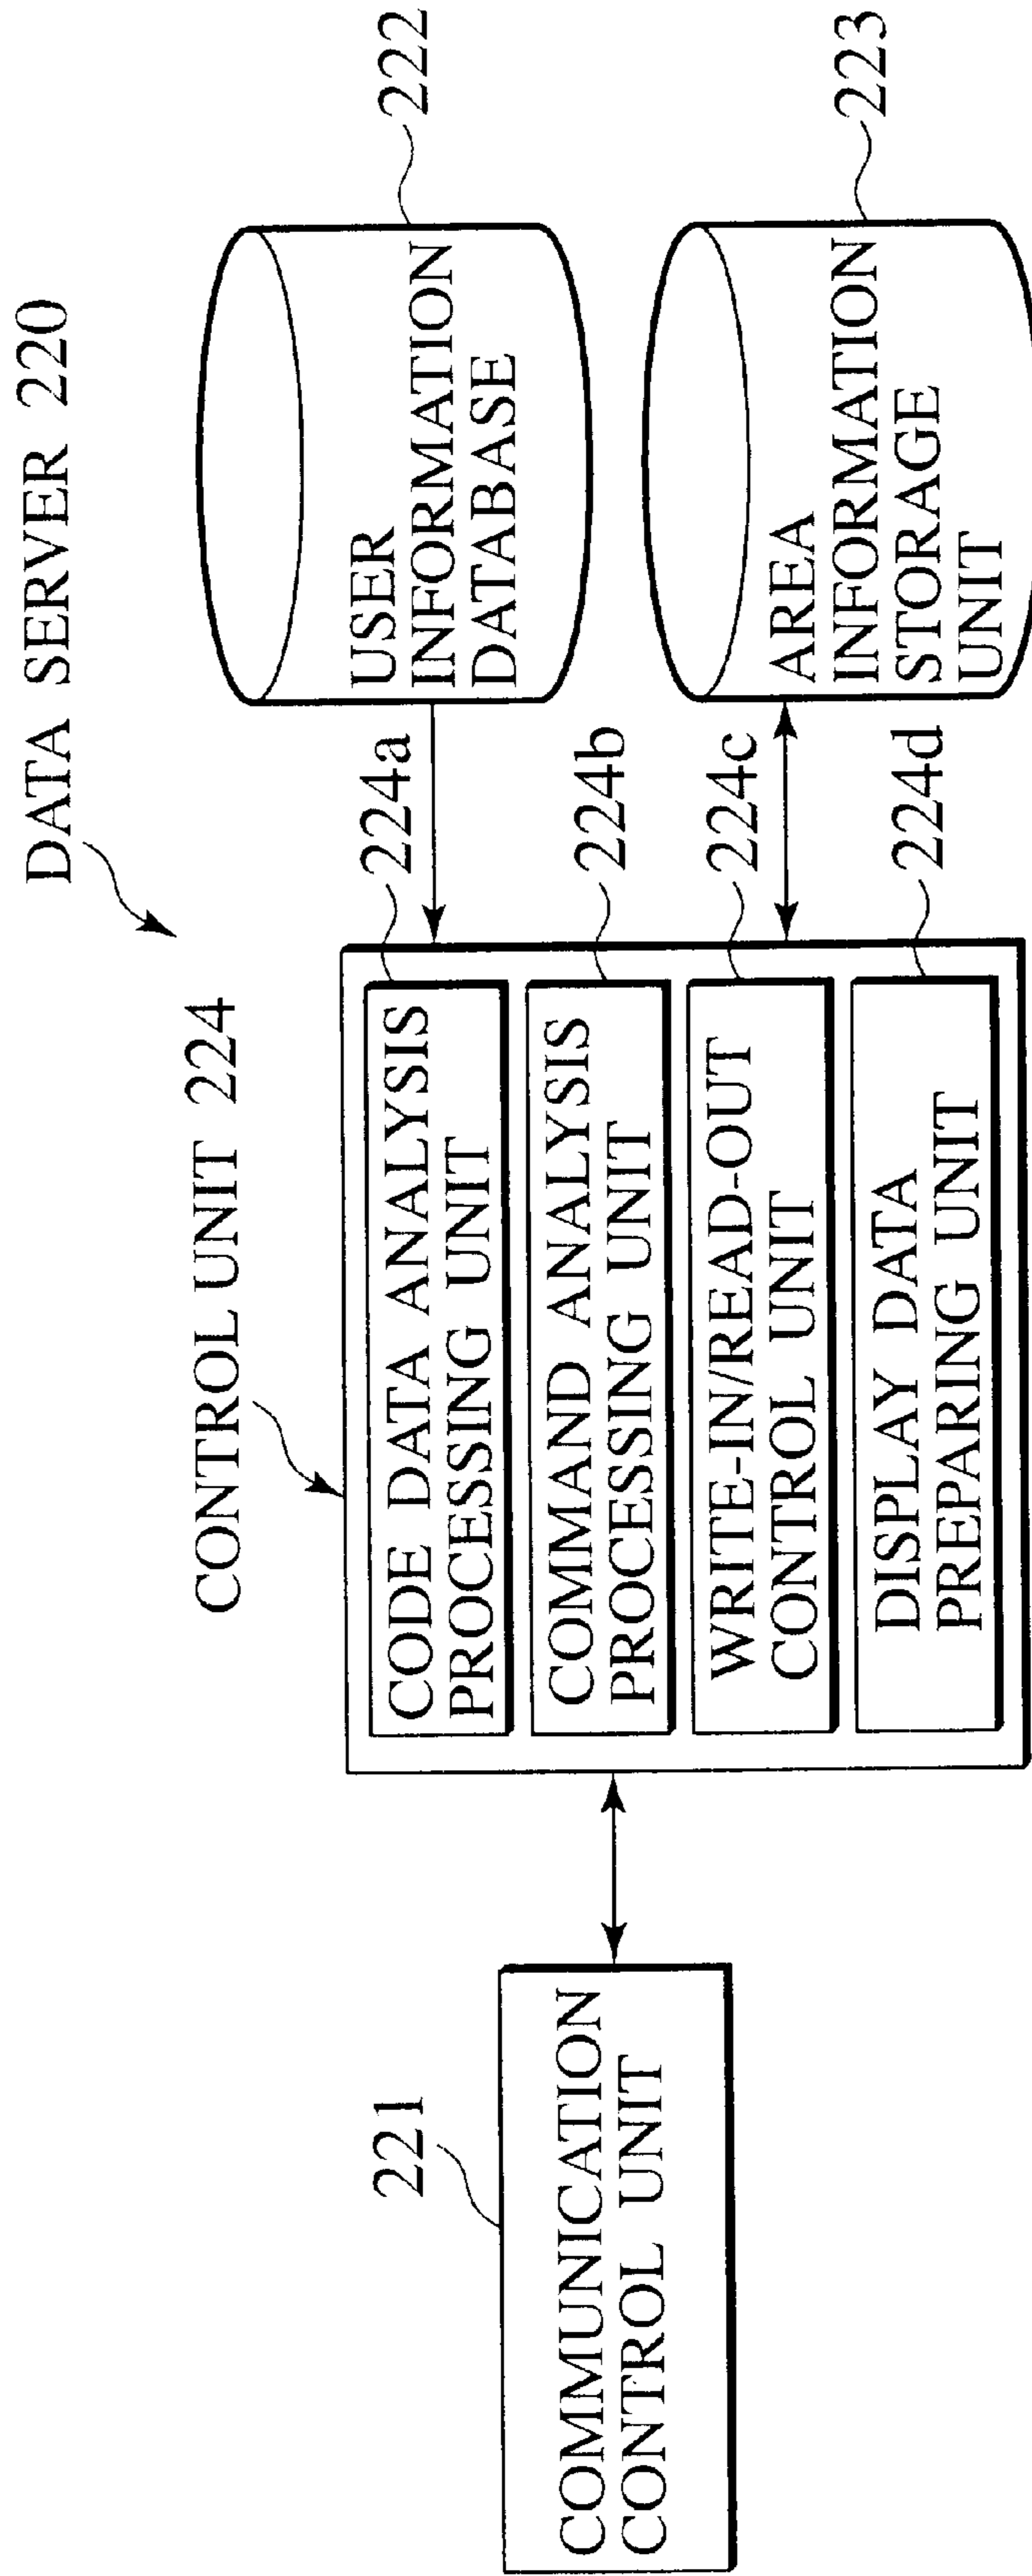 DATA SERVER 220
CONTROL UNIT 224
221
COMMUNICATION
CONTROL UNIT
CODE DATA ANALYSIS
PROCESSING UNIT
224a
COMMAND ANALYSIS
PROCESSING UNIT
224b
WRITE-IN/READ-OUT
CONTROL UNIT
224c
DISPLAY DATA
PREPARING UNIT
224d
USER
INFORMATION
DATABASE
222
AREA
INFORMATION
STORAGE
UNIT
223